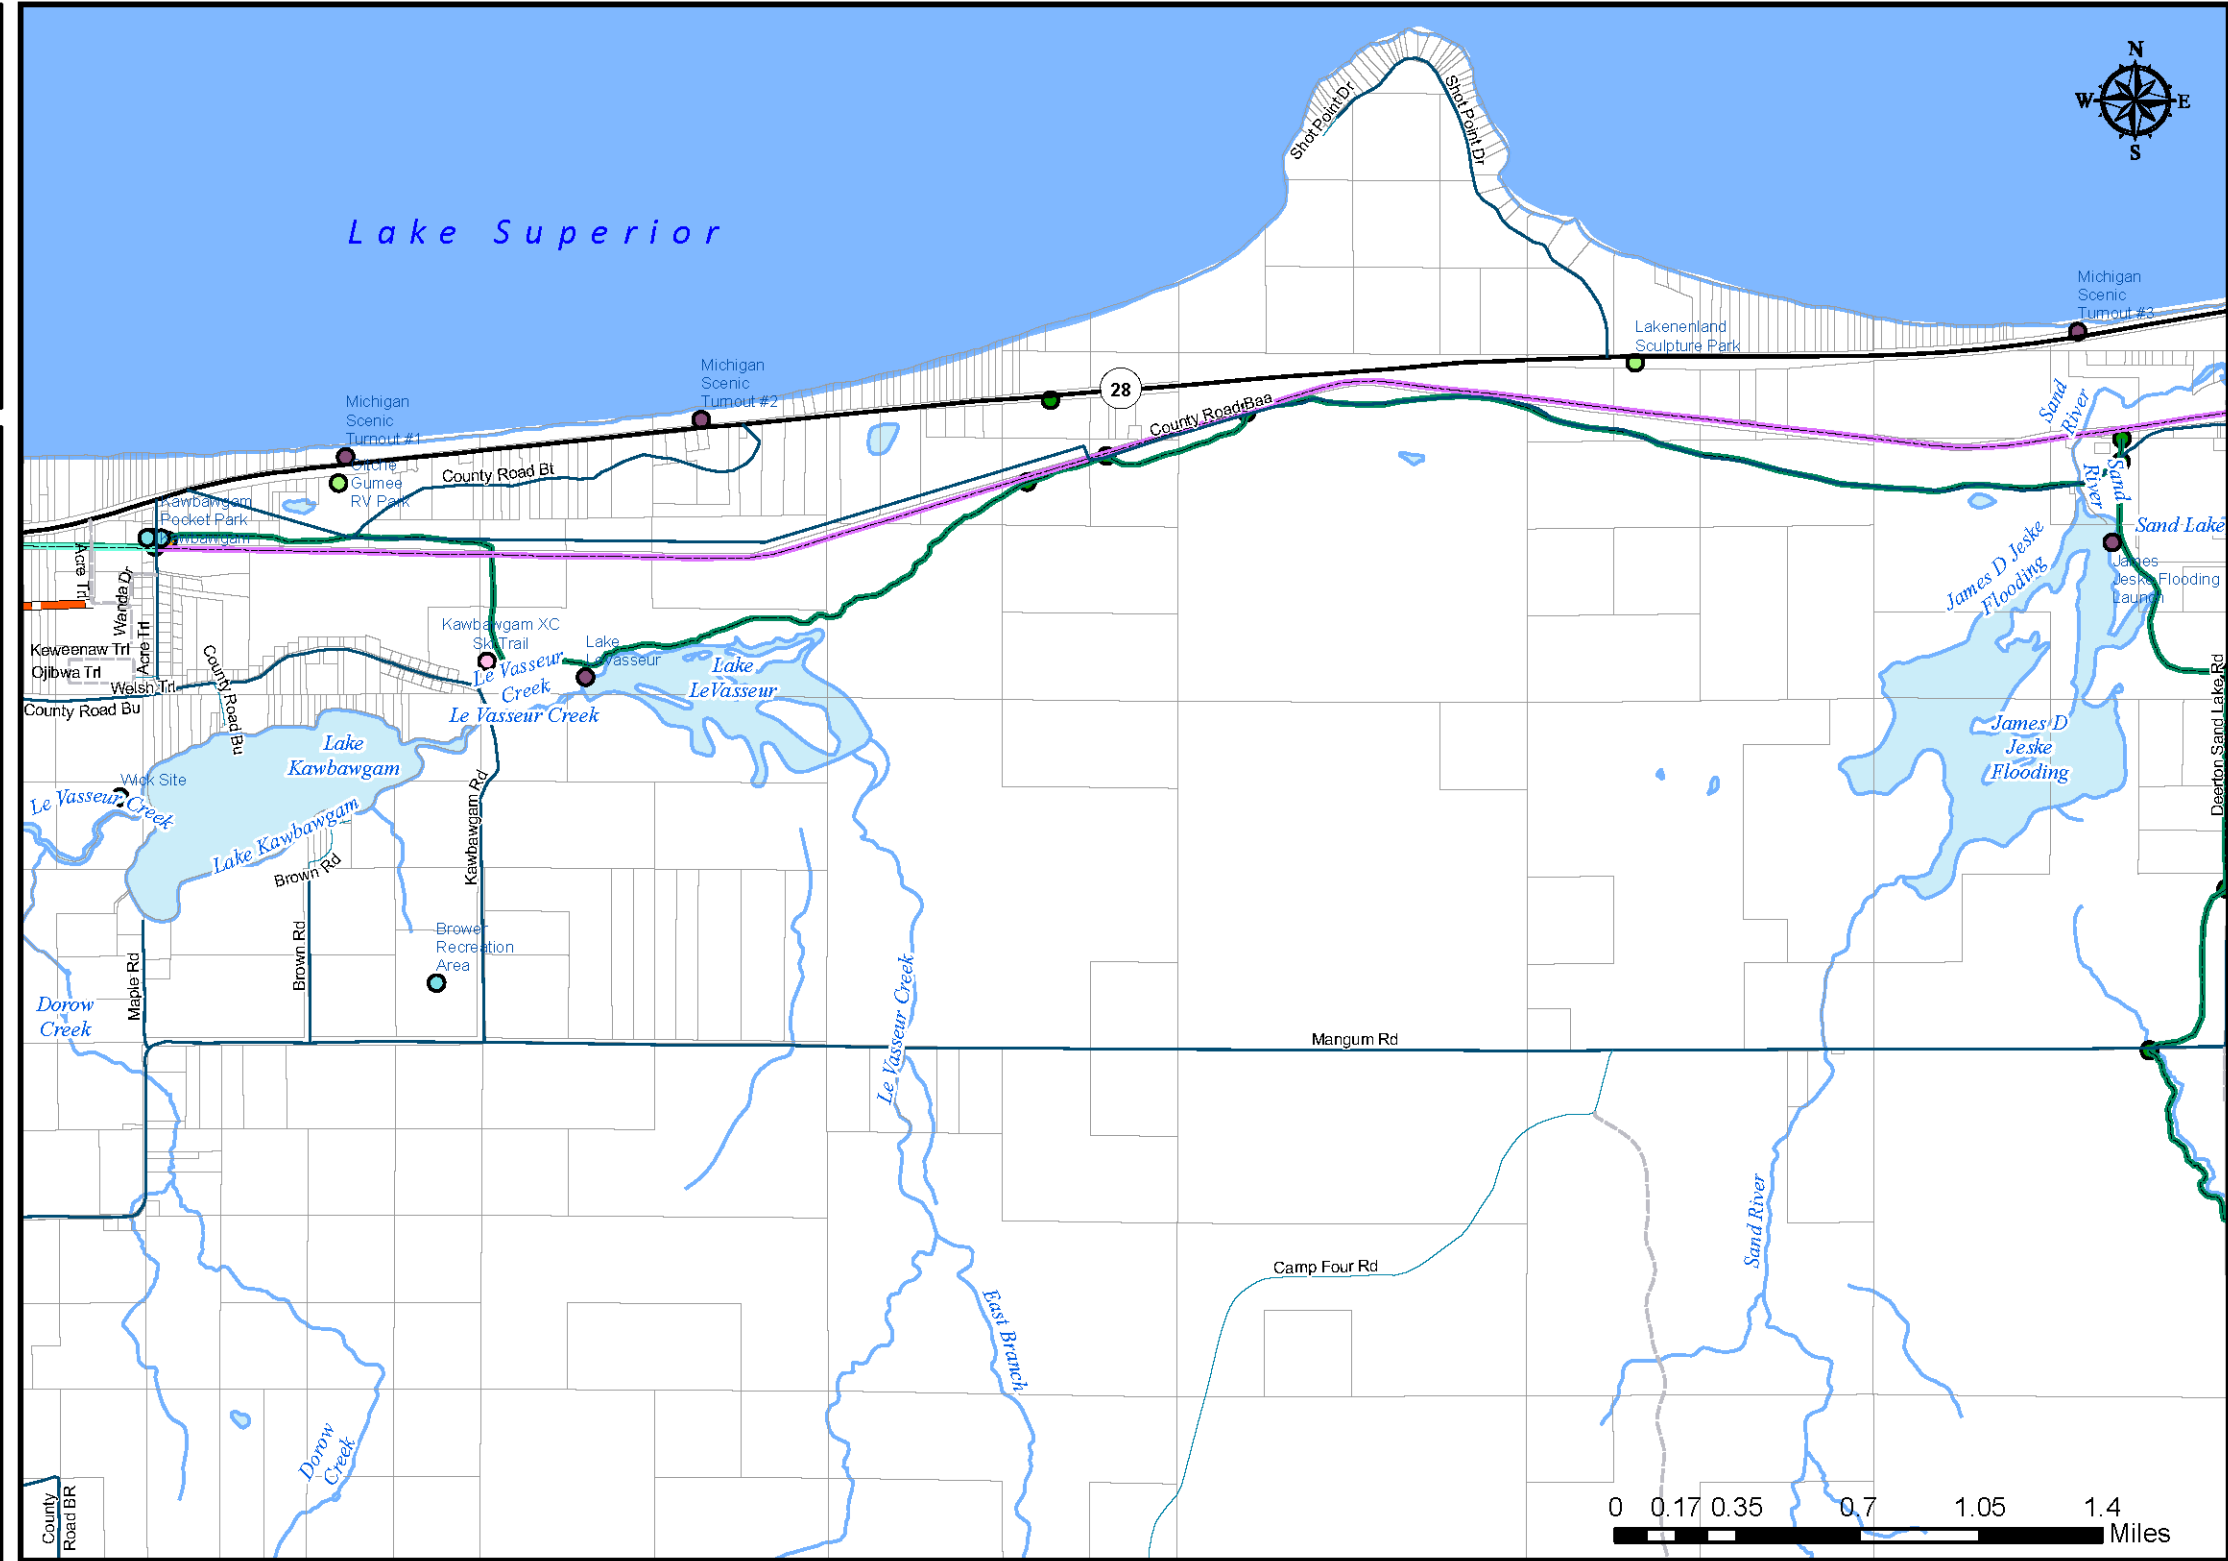 N
W E
S
Shot Point Dr
Shot Point Dr
Lake Superior
Michigan
Scenic
Turnout #3
Lakenenland
Sculpture Park
Michigan
Scenic
Turnout #2
28
Michigan
Scenic
Turnout #1
Gitche
Gumee
RV Park
County Road Baa
County Road Bt
Sand
River
Sand
River
Sand Lake
Kawbawgam
Pocket Park
Kawbawgam
James D Jeske
Flooding
James
Jeske Flooding
Launch
Acre Trl
Wanda Dr
Acre Trl
Keweenaw Trl
Ojibwa Trl
Welsh Trl
County Road Bu
County Road Bu
Kawbawgam XC
Ski Trail
Le Vasseur
Creek
Le Vasseur Creek
Lake
LeVasseur
Lake
LeVasseur
Deerton Sand Lake Rd
James D
Jeske
Flooding
Lake
Kawbawgam
Lake Kawbawgam
Wick Site
Le Vasseur Creek
Kawbawgam Rd
Brown Rd
Brown Rd
Brower
Recreation
Area
Maple Rd
Dorow
Creek
Le Vasseur Creek
Mangum Rd
Sand River
Camp Four Rd
East Branch
Dorow
Creek
County
Road BR
0 0.17 0.35 0.7 1.05 1.4
Miles